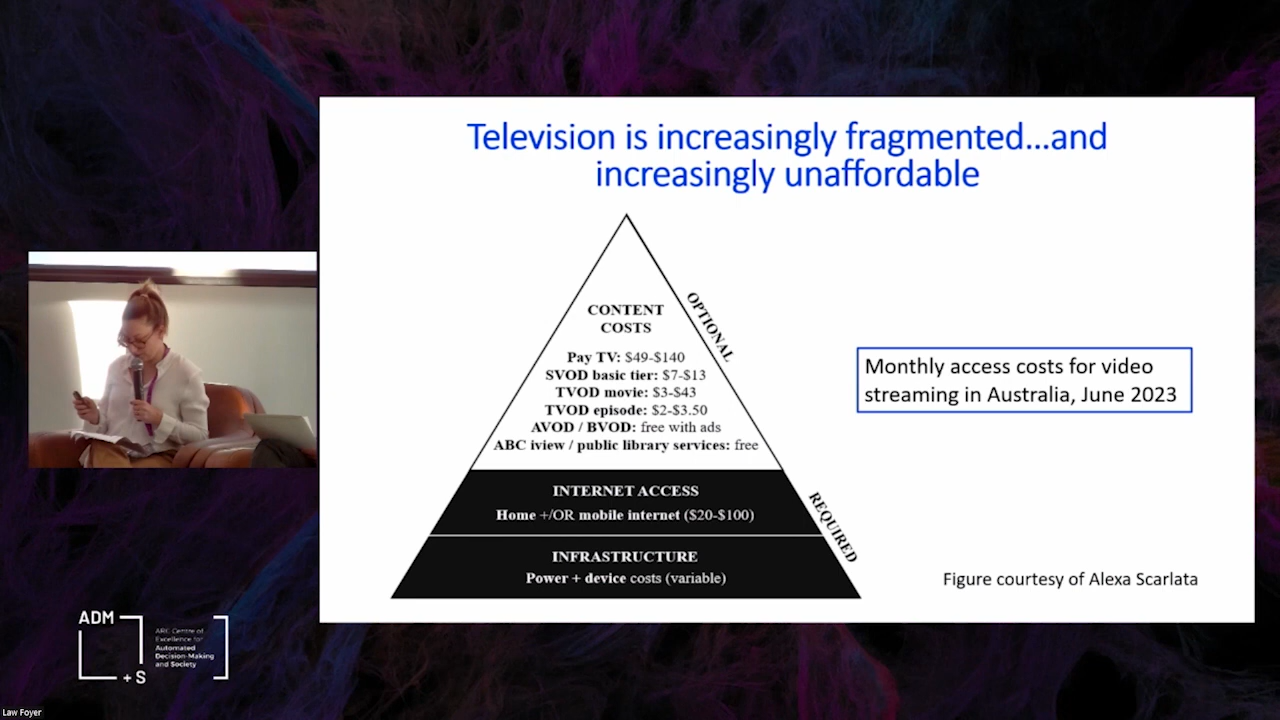 Television is increasingly fragmented...and
increasingly unaffordable
CONTENT
COSTS
Pay TV: $49-$140
SVOD basic tier: $7-$13
TVOD movie: $3-$43
TVOD episode: $2-$3.50
AVOD / BVOD: free with ads
ABC iview / public library services: free
OPTIONAL
INTERNET ACCESS
Home +/OR mobile internet ($20-$100)
INFRASTRUCTURE
Power + device costs (variable)
REQUIRED
Monthly access costs for video
streaming in Australia, June 2023
Figure courtesy of Alexa Scarlata
ADM
+ S
ARC Centre of
Excellence for
Automated
Decision-Making
and Society
Law Foyer